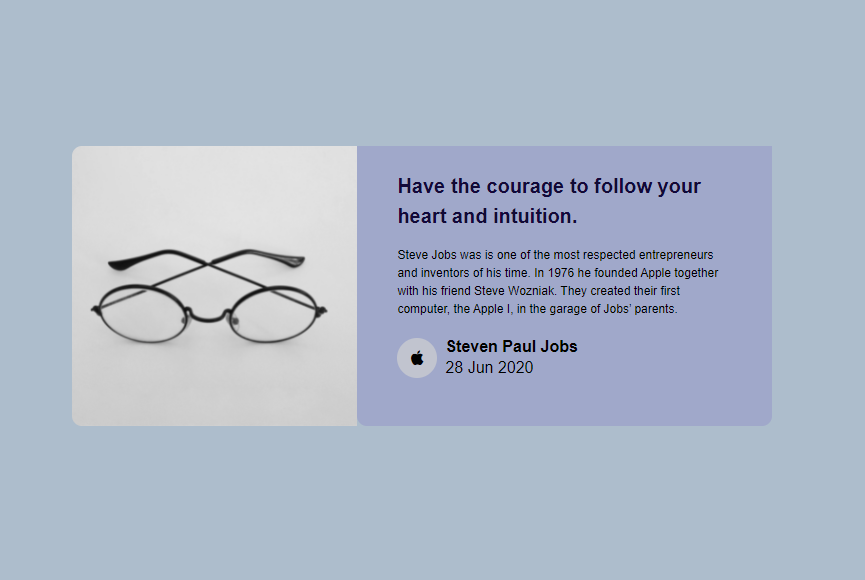 Have the courage to follow your
heart and intuition.
Steve Jobs was is one of the most respected entrepreneurs
and inventors of his time. In 1976 he founded Apple together
with his friend Steve Wozniak. They created their first
computer, the Apple I, in the garage of Jobs’ parents.
Steven Paul Jobs
28 Jun 2020